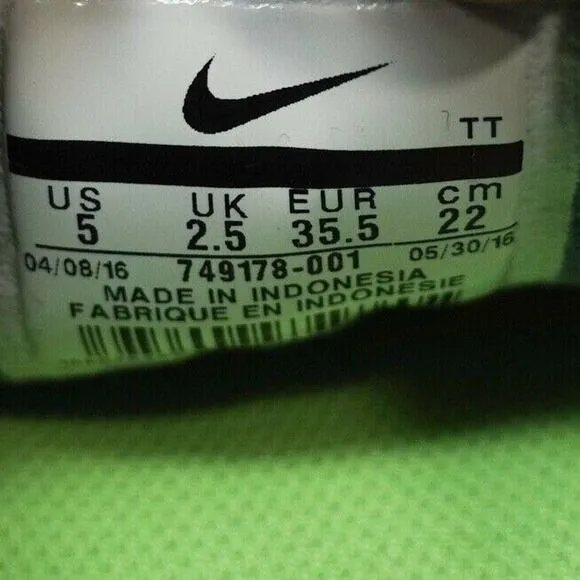 TT
US UK EUR cm
5 2.5 35.5 22
04/08/16 749178-001 05/30/16
MADE IN INDONESIA
FABRIQUE EN INDONESIE